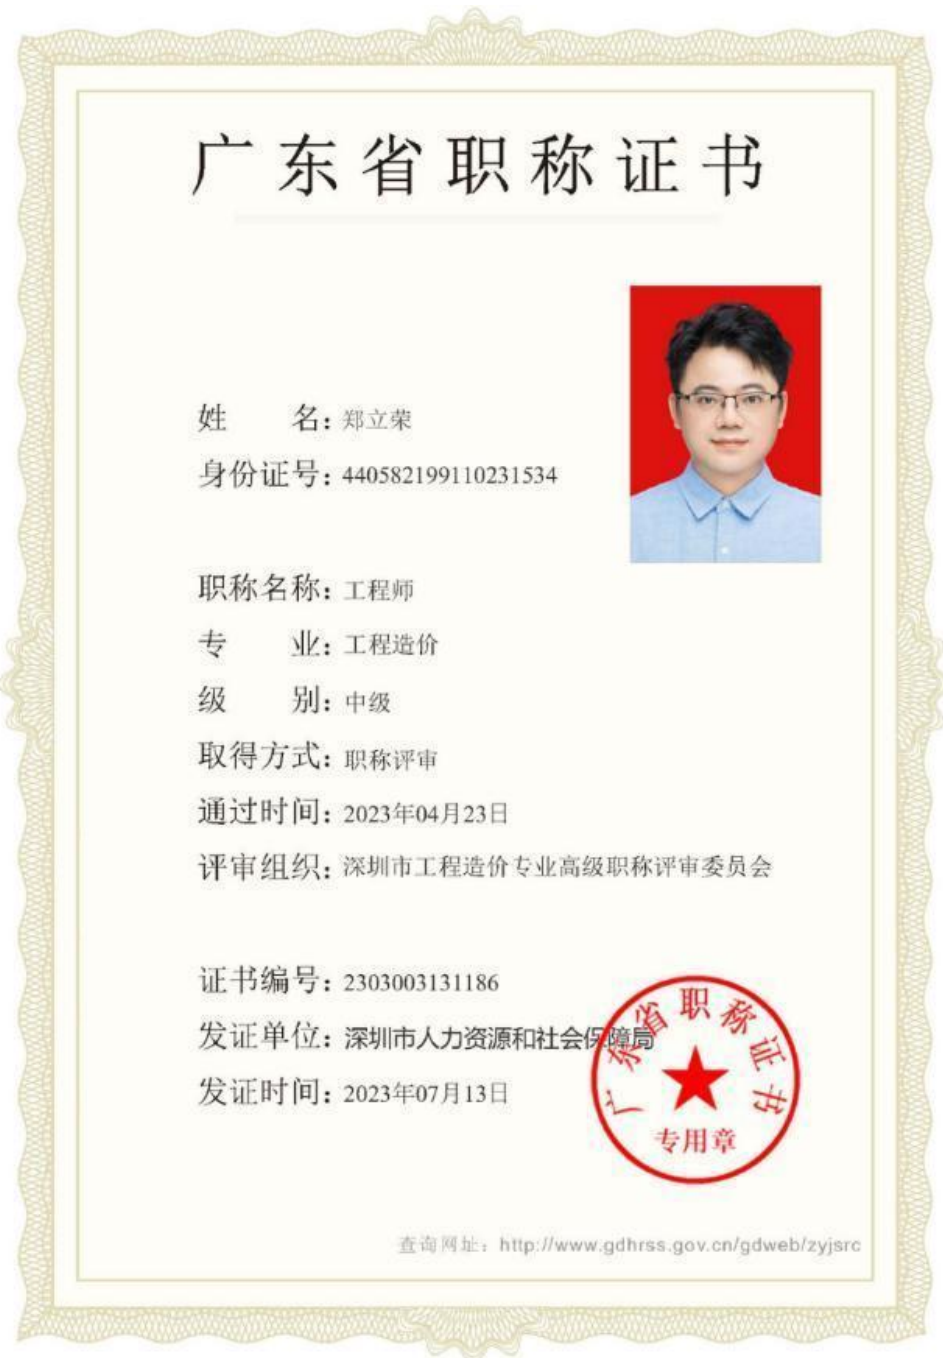 广东省职称证书
姓名：郑立荣
身份证号：440582199110231534
职称名称：工程师
专业：工程造价
级别：中级
取得方式：职称评审
通过时间：2023年04月23日
评审组织：深圳市工程造价专业高级职称评审委员会
证书编号：2303003131186
发证单位：深圳市人力资源和社会保障局
发证时间：2023年07月13日
广东省职称证书
专用章
查询网址：http://www.gdhrss.gov.cn/gdweb/zyjsrc